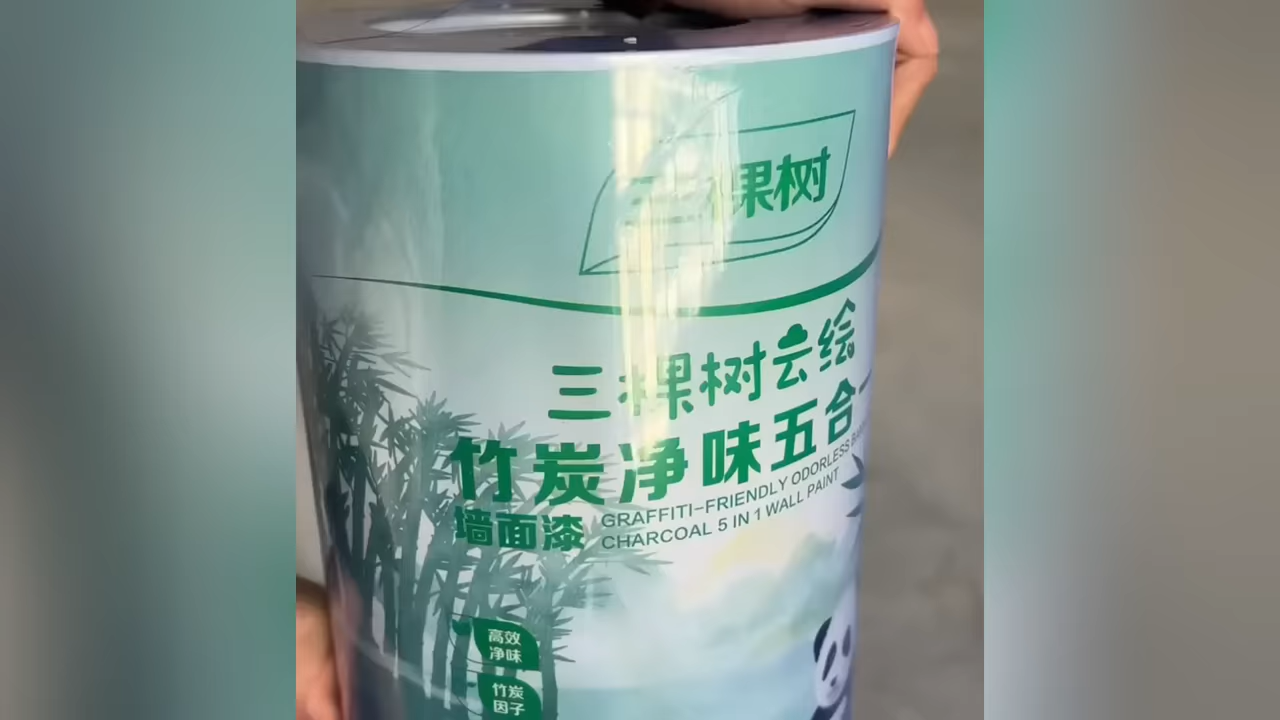 三棵树
三棵树云绘
竹炭净味五合一
墙面漆
GRAFFITI-FRIENDLY ODORLESS
CHARCOAL 5 IN 1 WALL PAINT
高效
净味
竹炭
因子